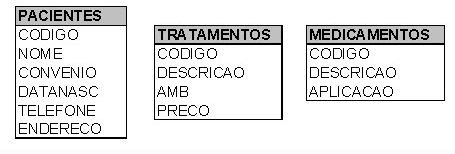 PACIENTES
CODIGO
NOME
CONVENIO
DATANASC
TELEFONE
ENDERECO
TRATAMENTOS
CODIGO
DESCRICAO
AMB
PRECO
MEDICAMENTOS
CODIGO
DESCRICAO
APLICACAO